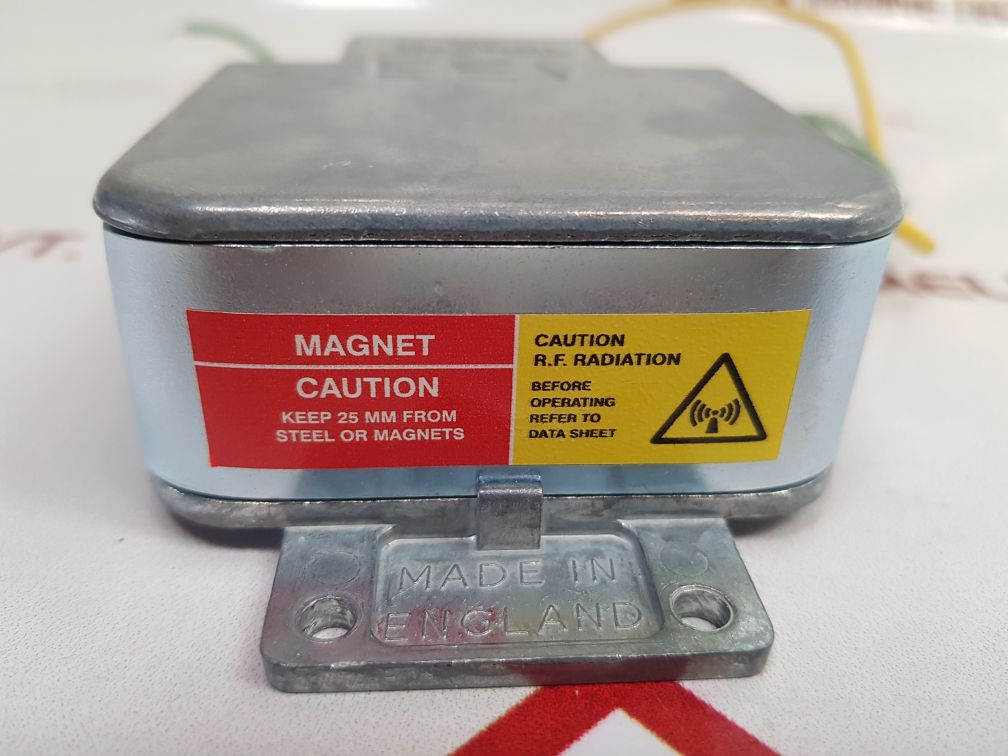 MAGNET
CAUTION
KEEP 25 MM FROM
STEEL OR MAGNETS
CAUTION
R.F. RADIATION
BEFORE
OPERATING
REFER TO
DATA SHEET
MADE IN
ENGLAND